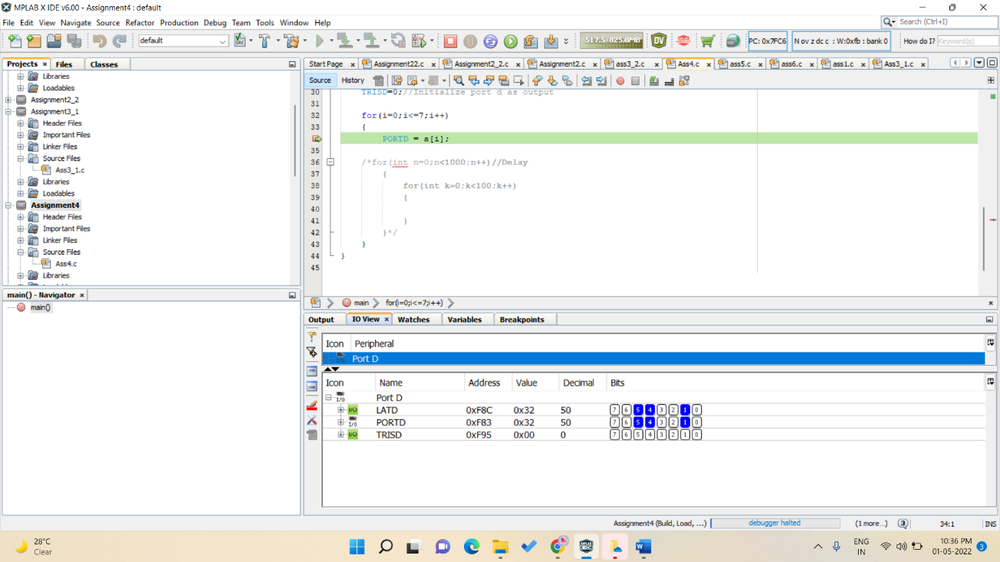 MPLAB X IDE v6.00 - Assignment4 : default
File Edit View Navigate Source Refactor Production Debug Team Tools Window Help
Search (Ctrl+I)
default
517.5/825.0MB
PC: 0x7FC6
N ov z dc c : W:0xfb : bank 0
How do I? Keyword(s)
Projects Files Classes
Libraries
Loadables
Assignment2_2
Assignment3_1
Header Files
Important Files
Linker Files
Source Files
Ass3_1.c
Libraries
Loadables
Assignment4
Header Files
Important Files
Linker Files
Source Files
Ass4.c
Libraries
main() - Navigator
main()
Start Page Assignment22.c Assignment2_2.c Assignment2.c ass3_2.c Ass4.c ass5.c ass6.c ass1.c Ass3_1.c
Source History
30 TRISD=0;//Initialize port d as output
31
32 for(i=0;i<=7;i++)
33 {
PORTD = a[i];
35
36 /*for(int n=0;n<1000;n++)//Delay
37 {
38 for(int k=0;k<100;k++)
39 {
40
41 }
42 }*/
43 }
44 }
45
main for(i=0;i<=7;i++)
Output IO View Watches Variables Breakpoints
Icon Peripheral
I/O Port D
Icon Name Address Value Decimal Bits
I/O Port D
I/O LATD 0xF8C 0x32 50 7 6 5 4 3 2 1 0
I/O PORTD 0xF83 0x32 50 7 6 5 4 3 2 1 0
I/O TRISD 0xF95 0x00 0 7 6 5 4 3 2 1 0
Assignment4 (Build, Load, ...) debugger halted (1 more...) 3 34:1 INS
28°C
Clear
ENG
IN
10:36 PM
01-05-2022
3